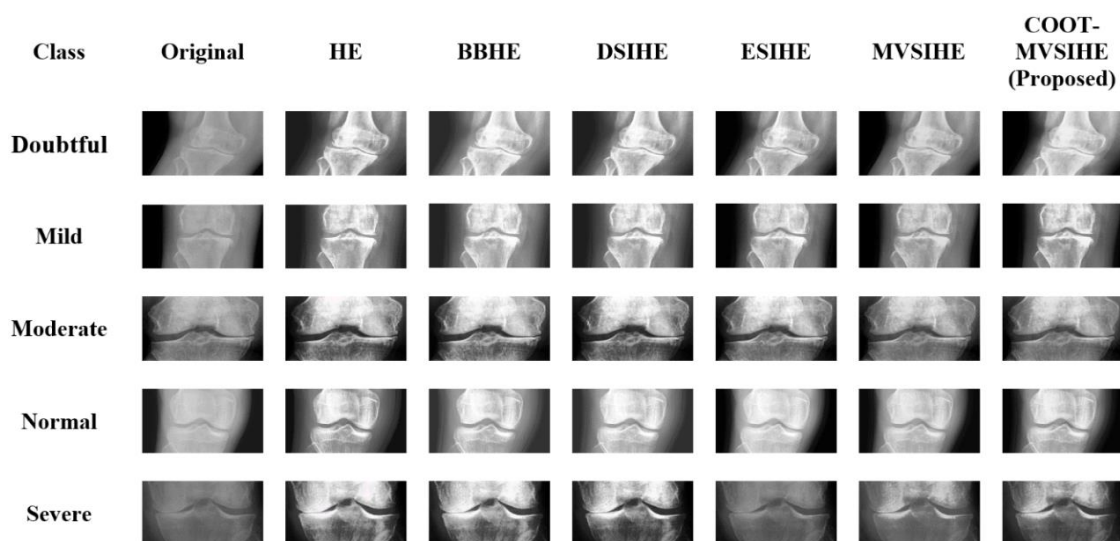 Class Original HE BBHE DSIHE ESIHE MVSIHE COOT-
MVSIHE
(Proposed)
Doubtful
Mild
Moderate
Normal
Severe